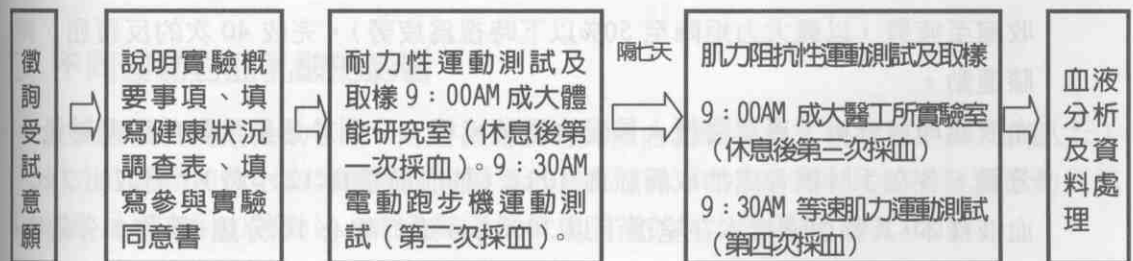 徵
詢
受
試
意
願
說明實驗概
要事項、填
寫健康狀況
調查表、填
寫參與實驗
同意書
耐力性運動測試及
取樣9：00AM 成大體
能研究室（休息後第
一次採血）。9：30AM
電動跑步機運動測
試（第二次採血）。
隔七天
肌力阻抗性運動測試及取樣
9：00AM 成大醫工所實驗室
（休息後第三次採血）
9：30AM 等速肌力運動測試
（第四次採血）
血液
分析
及資
料處
理